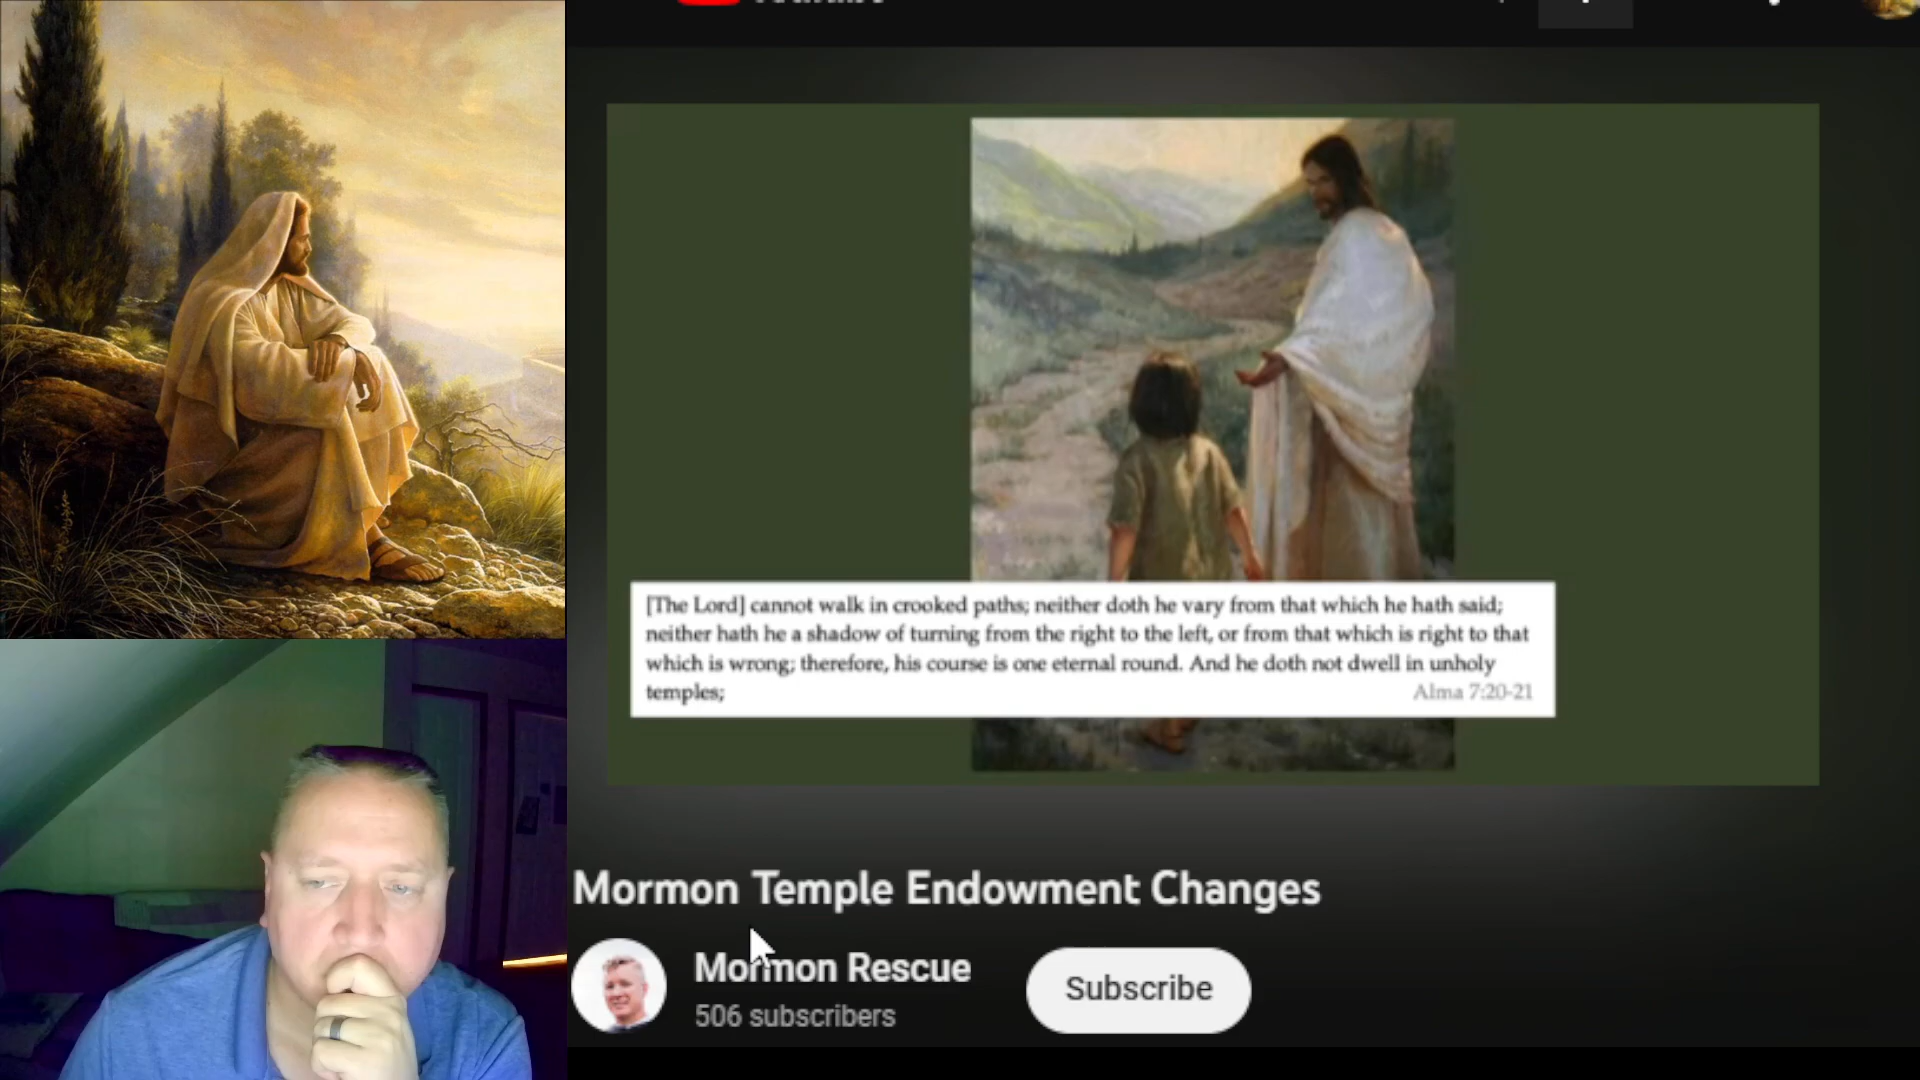 [The Lord] cannot walk in crooked paths; neither doth he vary from that which he hath said;
neither hath he a shadow of turning from the right to the left, or from that which is right to that
which is wrong; therefore, his course is one eternal round. And he doth not dwell in unholy
temples;
Alma 7:20-21
Mormon Temple Endowment Changes
Mormon Rescue
506 subscribers
Subscribe